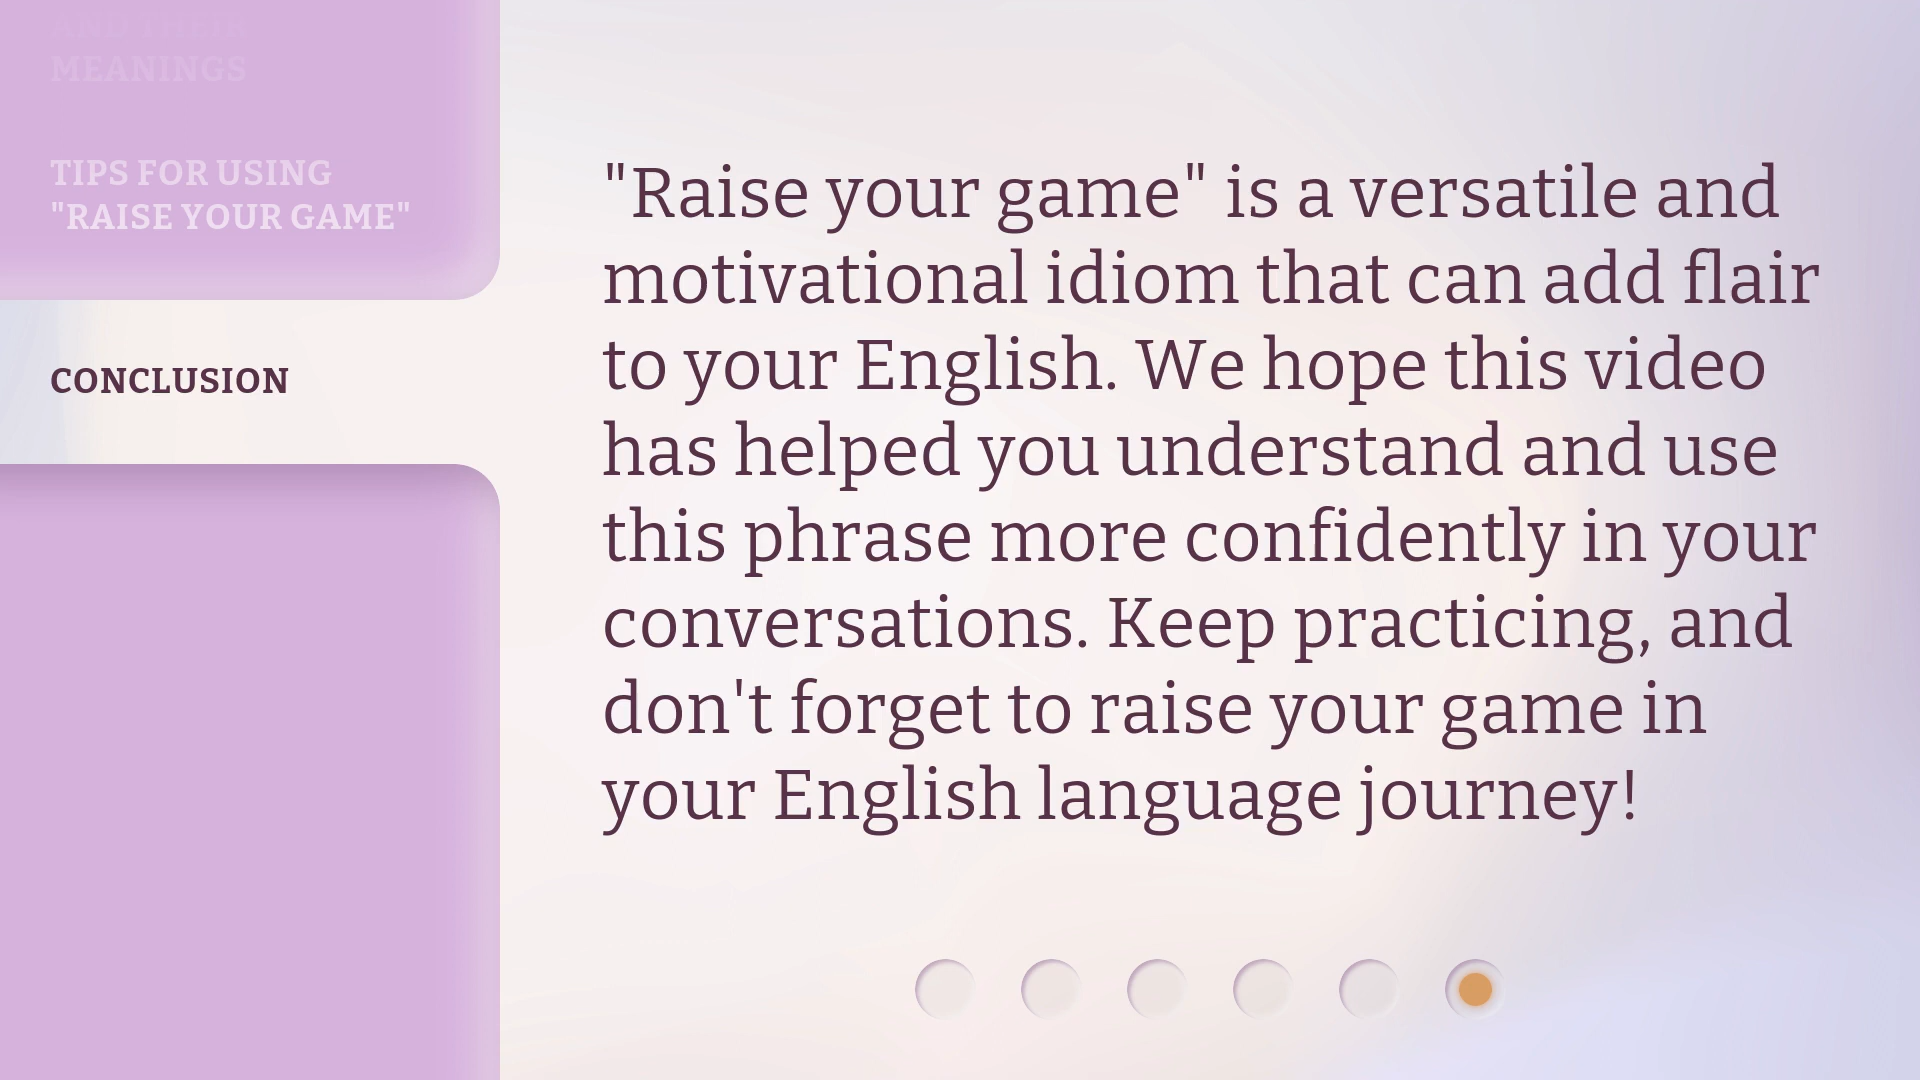 AND THEIR
MEANINGS
TIPS FOR USING
"RAISE YOUR GAME"
CONCLUSION
"Raise your game" is a versatile and
motivational idiom that can add flair
to your English. We hope this video
has helped you understand and use
this phrase more confidently in your
conversations. Keep practicing, and
don't forget to raise your game in
your English language journey!